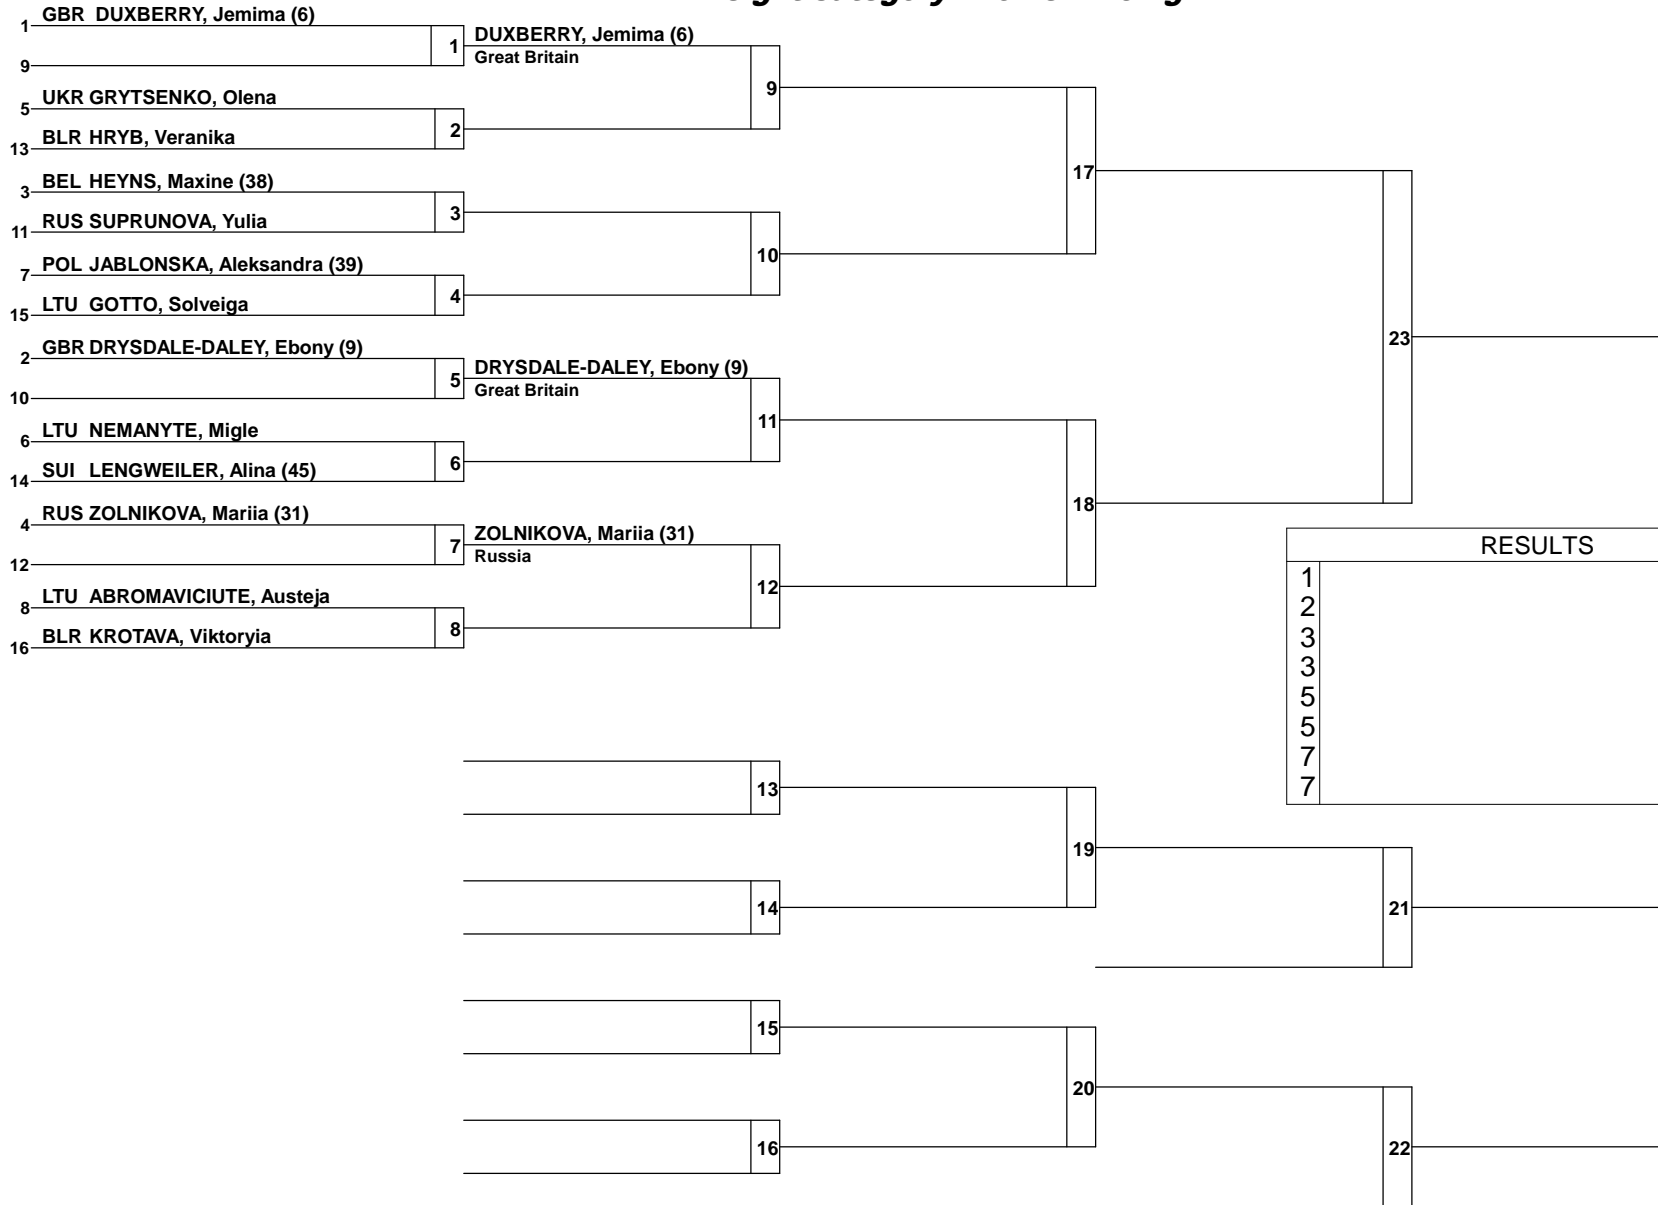 GBR DUXBERRY, Jemima (6)
1
1
DUXBERRY, Jemima (6)
Great Britain
9
9
UKR GRYTSENKO, Olena
5
2
BLR HRYB, Veranika
13
17
BEL HEYNS, Maxine (38)
3
3
RUS SUPRUNOVA, Yulia
11
10
POL JABLONSKA, Aleksandra (39)
7
4
LTU GOTTO, Solveiga
15
23
GBR DRYSDALE-DALEY, Ebony (9)
2
5
DRYSDALE-DALEY, Ebony (9)
Great Britain
10
11
LTU NEMANYTE, Migle
6
6
SUI LENGWEILER, Alina (45)
14
18
RUS ZOLNIKOVA, Mariia (31)
4
7
ZOLNIKOVA, Mariia (31)
Russia
12
12
LTU ABROMAVICIUTE, Austeja
8
8
BLR KROTAVA, Viktoryia
16
RESULTS
1
2
3
3
5
5
7
7
13
19
14
21
15
20
16
22